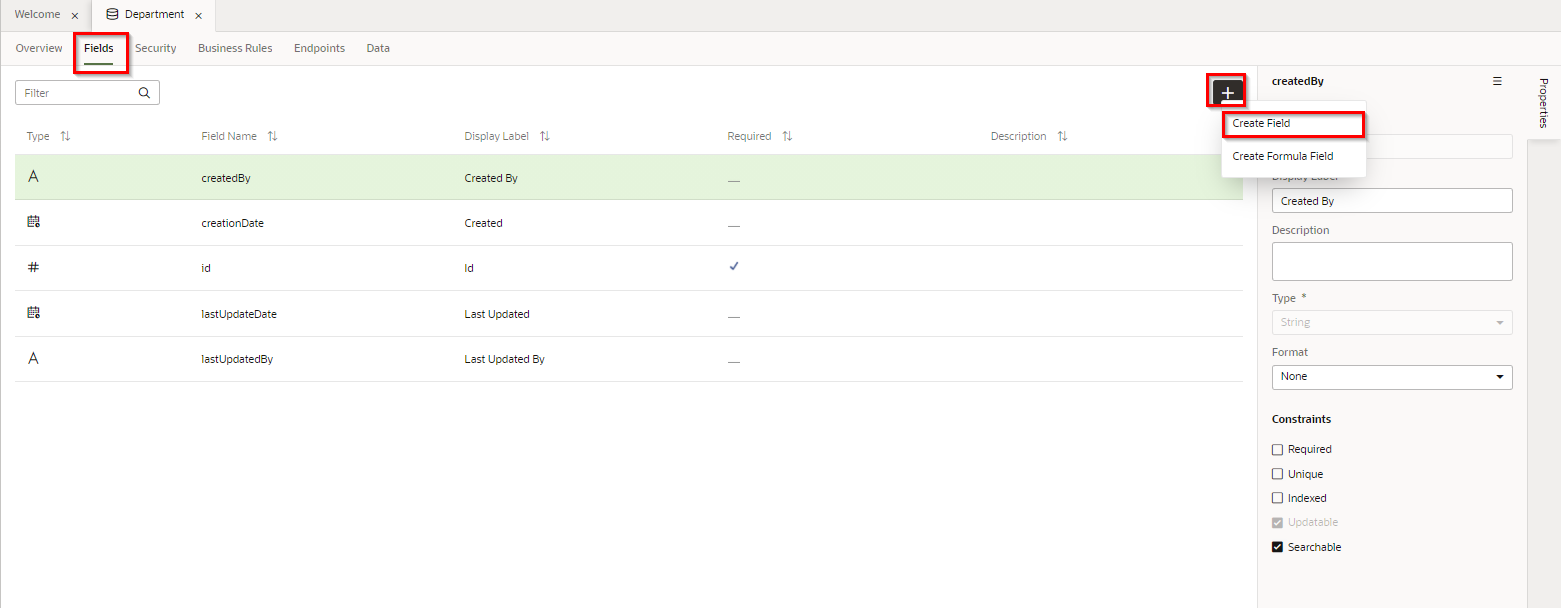 Welcome x Department x
Overview Fields Security Business Rules Endpoints Data
Filter
Type Field Name Display Label Required Description
A createdBy Created By
creationDate Created
# id Id
lastUpdateDate Last Updated
A lastUpdatedBy Last Updated By
+
Create Field
Create Formula Field
createdBy
Display Label
Created By
Description
Type *
String
Format
None
Constraints
Required
Unique
Indexed
Updatable
Searchable
Properties